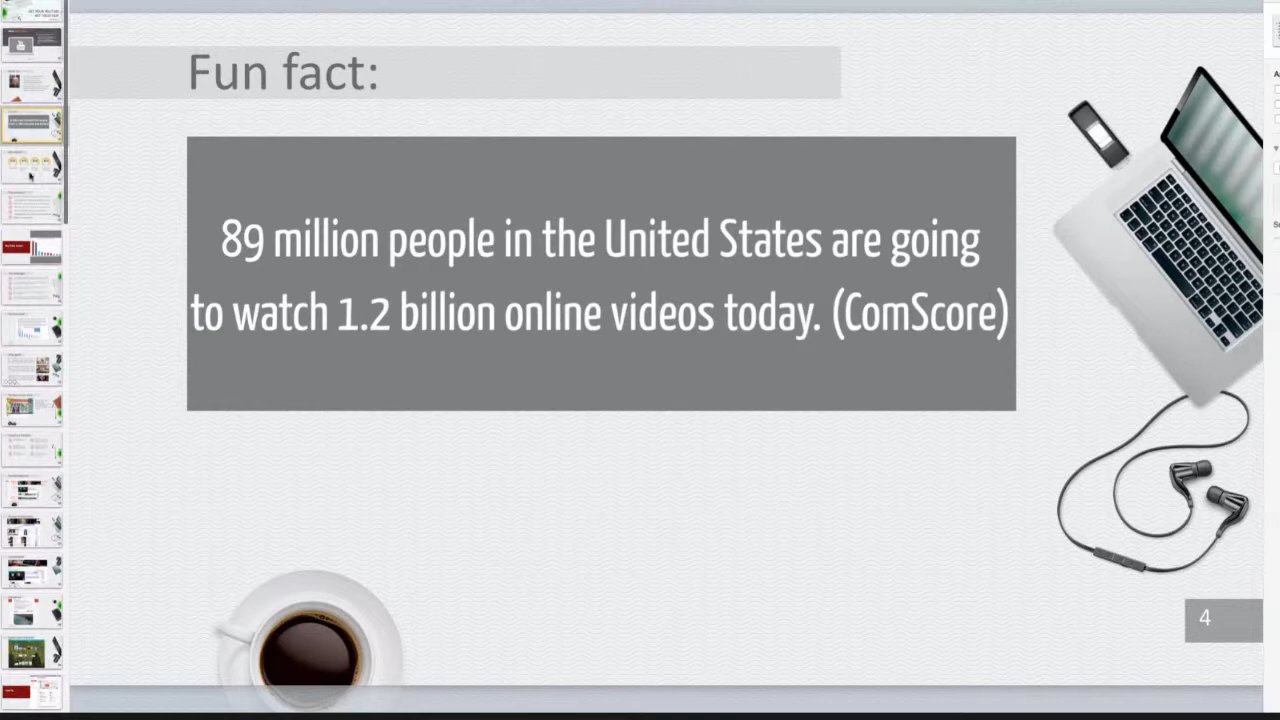 Fun fact:
89 million people in the United States are going
to watch 1.2 billion online videos today. (ComScore)
4